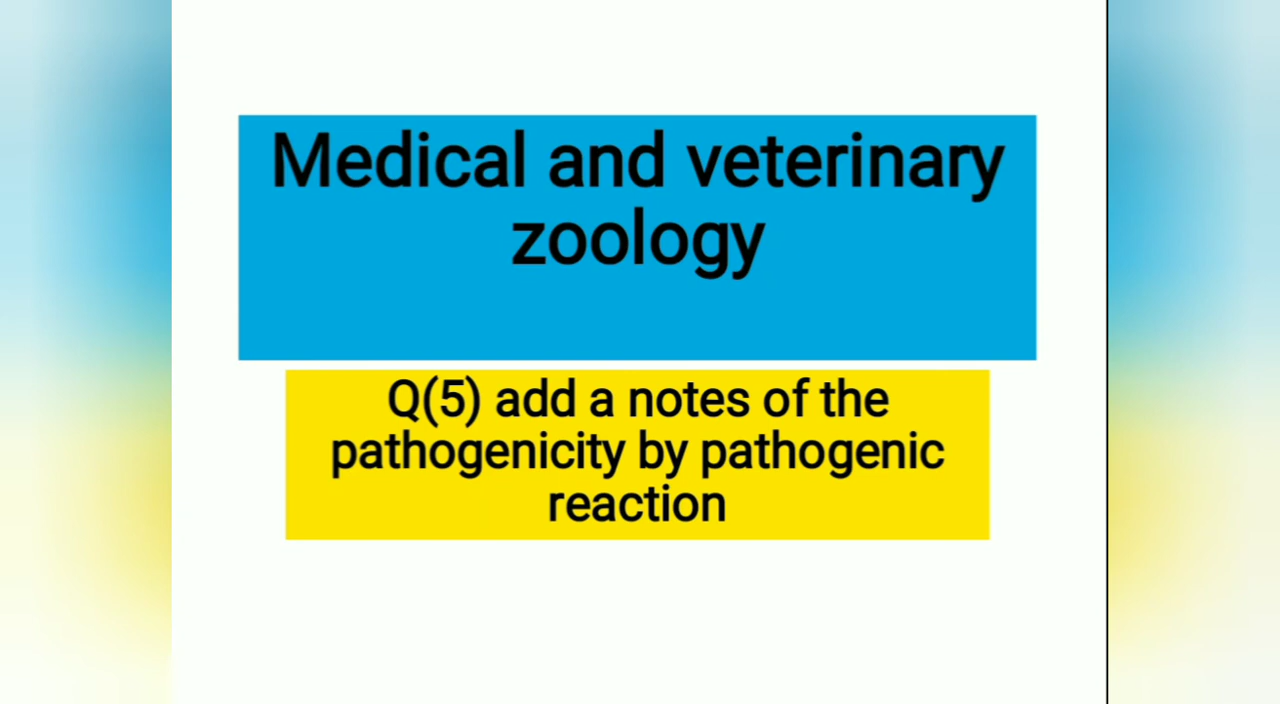 Medical and veterinary
zoology
Q(5) add a notes of the
pathogenicity by pathogenic
reaction